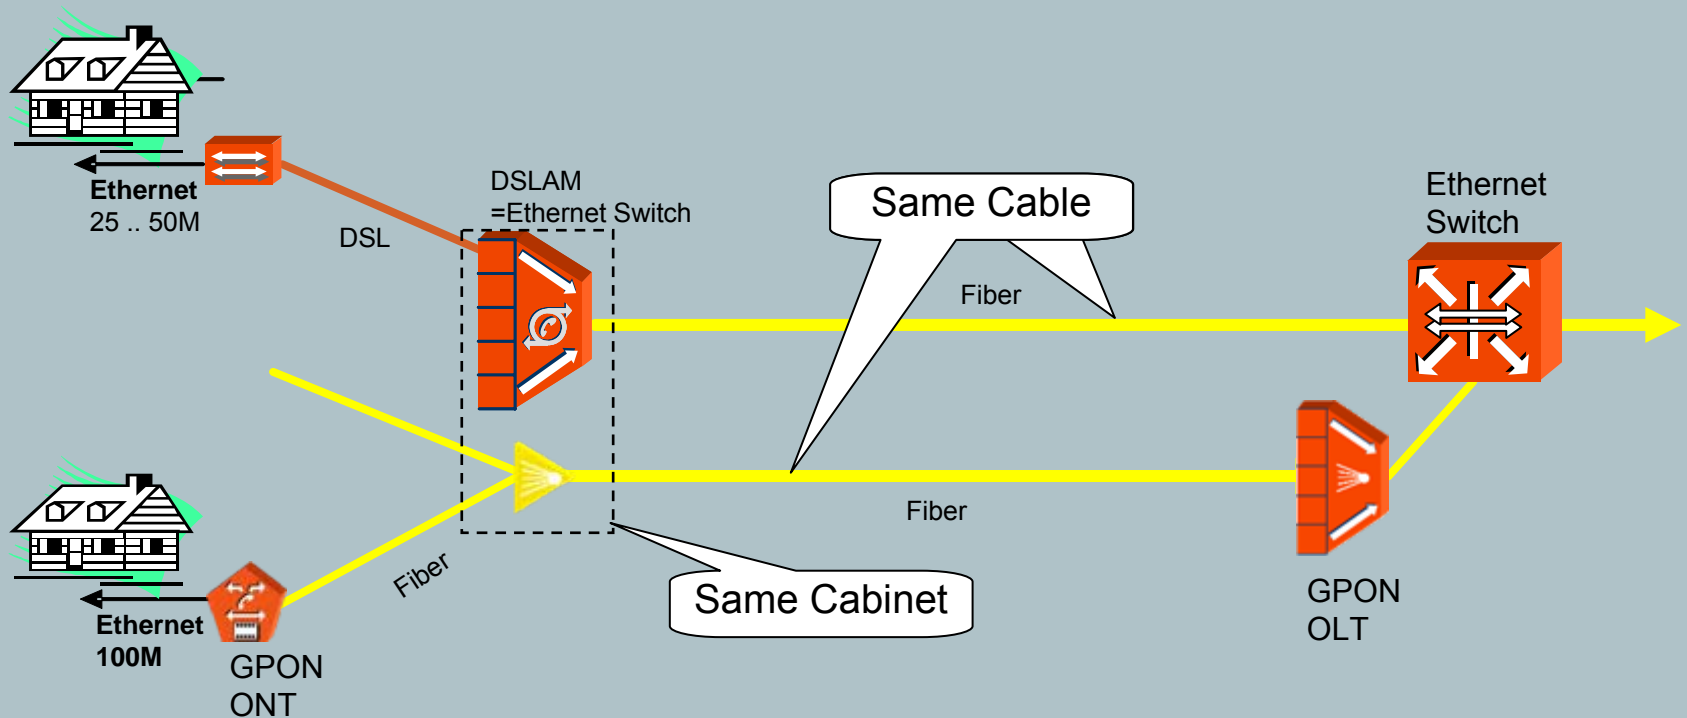 Ethernet
25 .. 50M
DSL
DSLAM
=Ethernet Switch
Same Cable
Fiber
Ethernet
Switch
Fiber
Fiber
Same Cabinet
Ethernet
100M
GPON
ONT
GPON
OLT